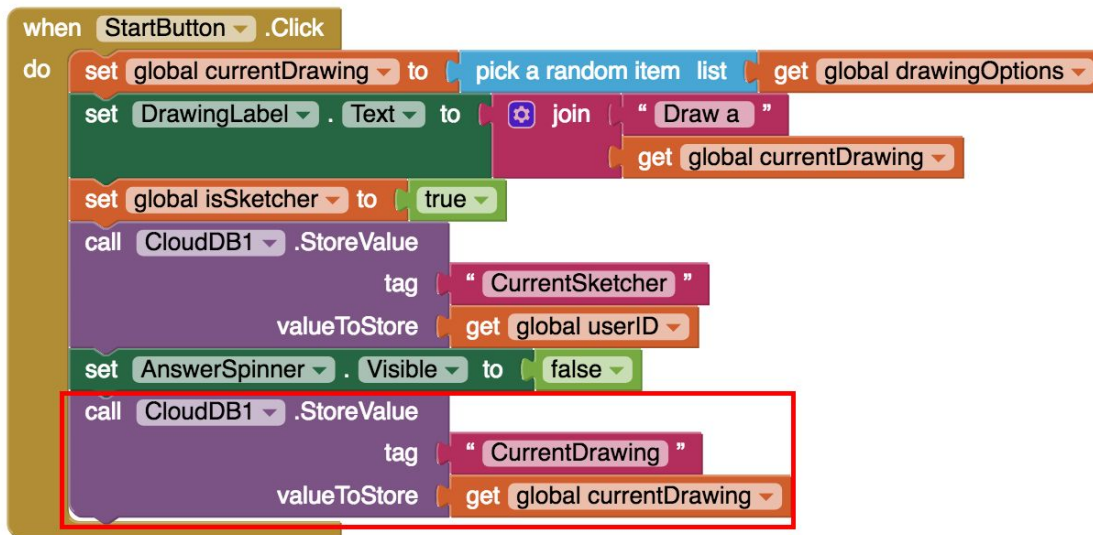 when StartButton .Click
do set global currentDrawing to pick a random item list get global drawingOptions
set DrawingLabel . Text to join “ Draw a ”
get global currentDrawing
set global isSketcher to true
call CloudDB1 .StoreValue
tag “ CurrentSketcher ”
valueToStore get global userID
set AnswerSpinner . Visible to false
call CloudDB1 .StoreValue
tag “ CurrentDrawing ”
valueToStore get global currentDrawing